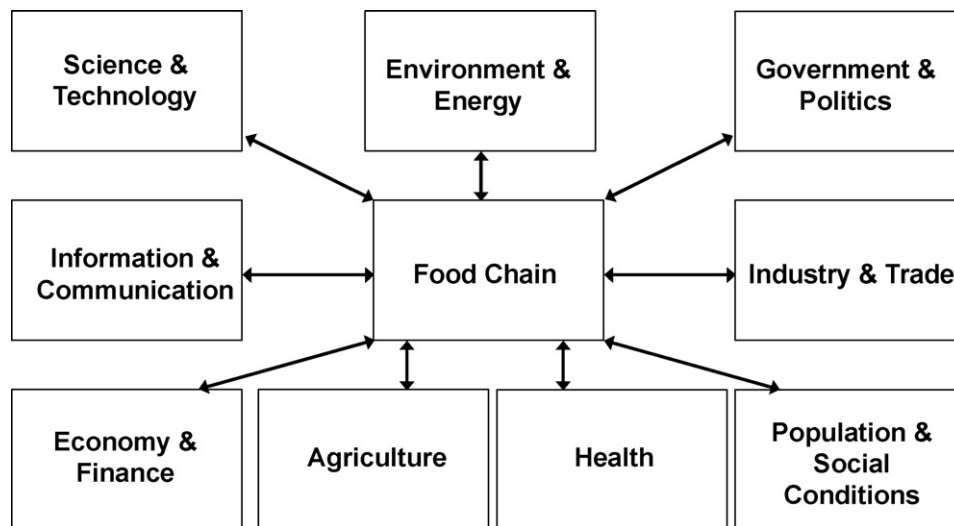 Science &
Technology
Environment &
Energy
Government &
Politics
Information &
Communication
Food Chain
Industry & Trade
Economy &
Finance
Agriculture
Health
Population &
Social
Conditions